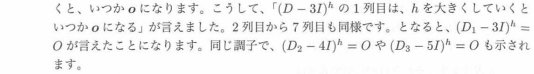 くと、いつか o になります。こうして、「(D − 3I)^h の 1 列目は、h を大きくしていくと
いつか o になる」が言えました。2 列目から 7 列目も同様です。となると、(D₁ − 3I)^h =
O が言えたことになります。同じ調子で、(D₂ − 4I)^h = O や (D₃ − 5I)^h = O も示され
ます。